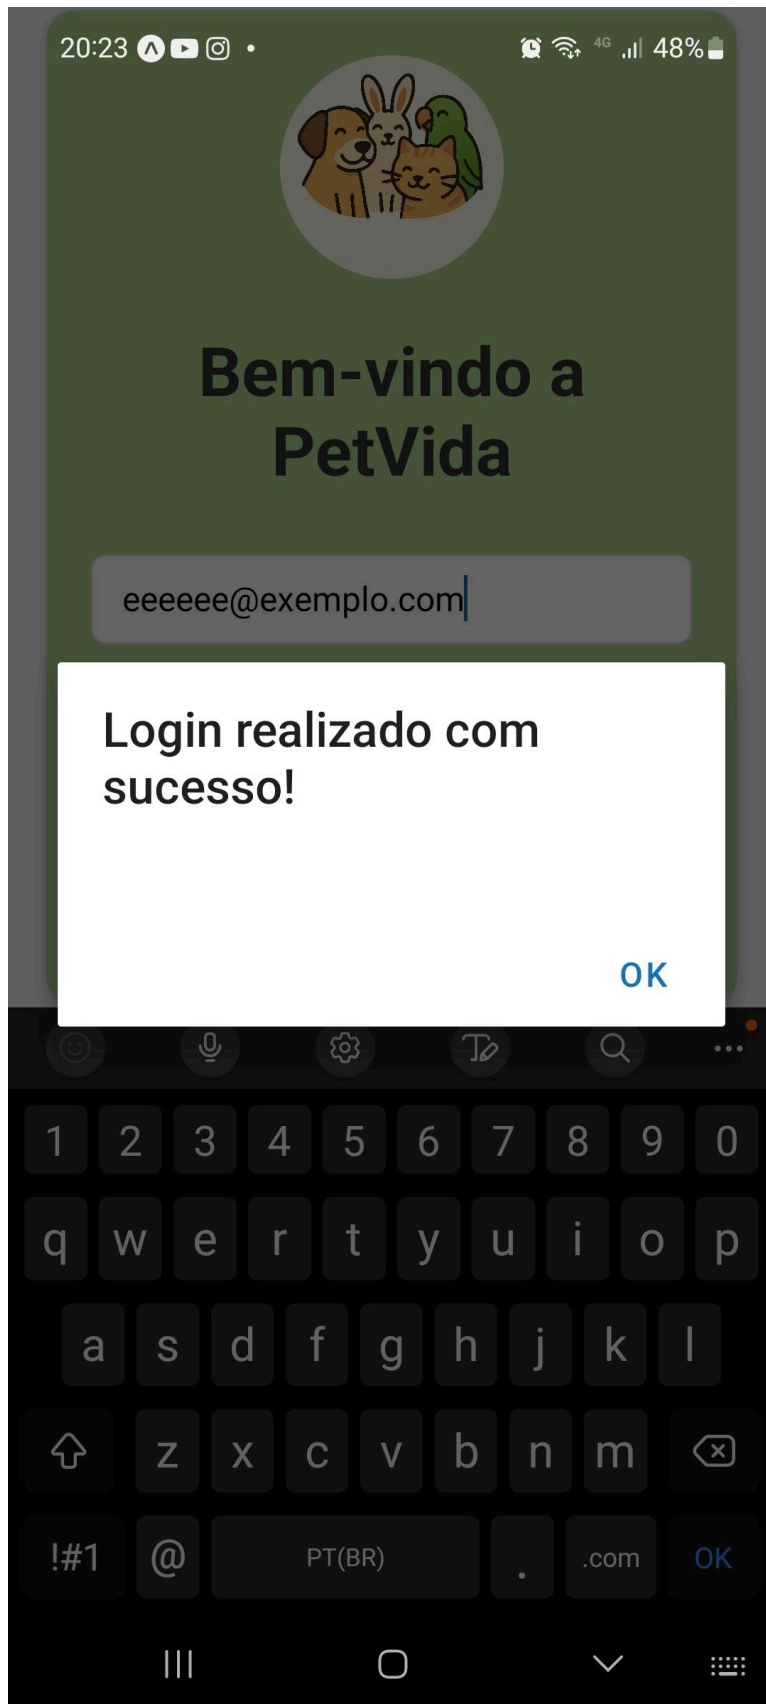 20:23
4G
48%
Bem-vindo a
PetVida
eeeeee@exemplo.com
Login realizado com
sucesso!
OK
1 2 3 4 5 6 7 8 9 0
q w e r t y u i o p
a s d f g h j k l
z x c v b n m
!#1 @ PT(BR) . .com OK